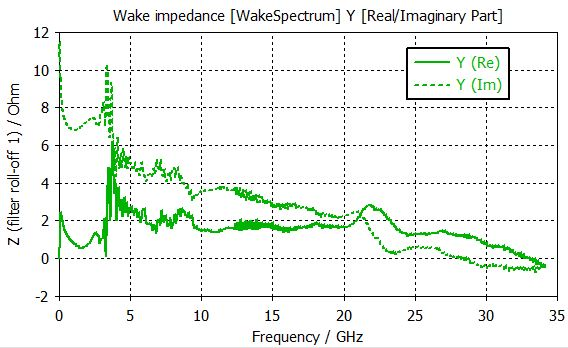 Wake impedance [WakeSpectrum] Y [Real/Imaginary Part]
Y (Re)
Y (Im)
Z (filter roll-off 1) / Ohm
12
10
8
6
4
2
0
-2
0 5 10 15 20 25 30 35
Frequency / GHz